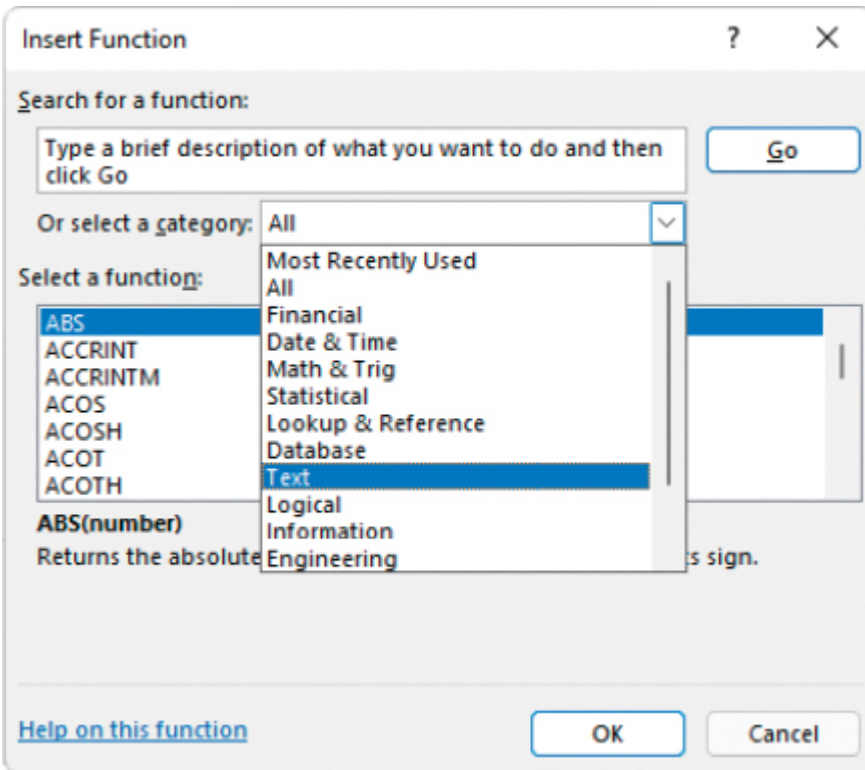 Insert Function
?
Search for a function:
Type a brief description of what you want to do and then
click Go
Go
Or select a category:
All
Most Recently Used
All
Financial
Date & Time
Math & Trig
Statistical
Lookup & Reference
Database
Text
Logical
Information
Engineering
Select a function:
ABS
ACCRINT
ACCRINTM
ACOS
ACOSH
ACOT
ACOTH
ABS(number)
Returns the absolute
s sign.
Help on this function
OK
Cancel